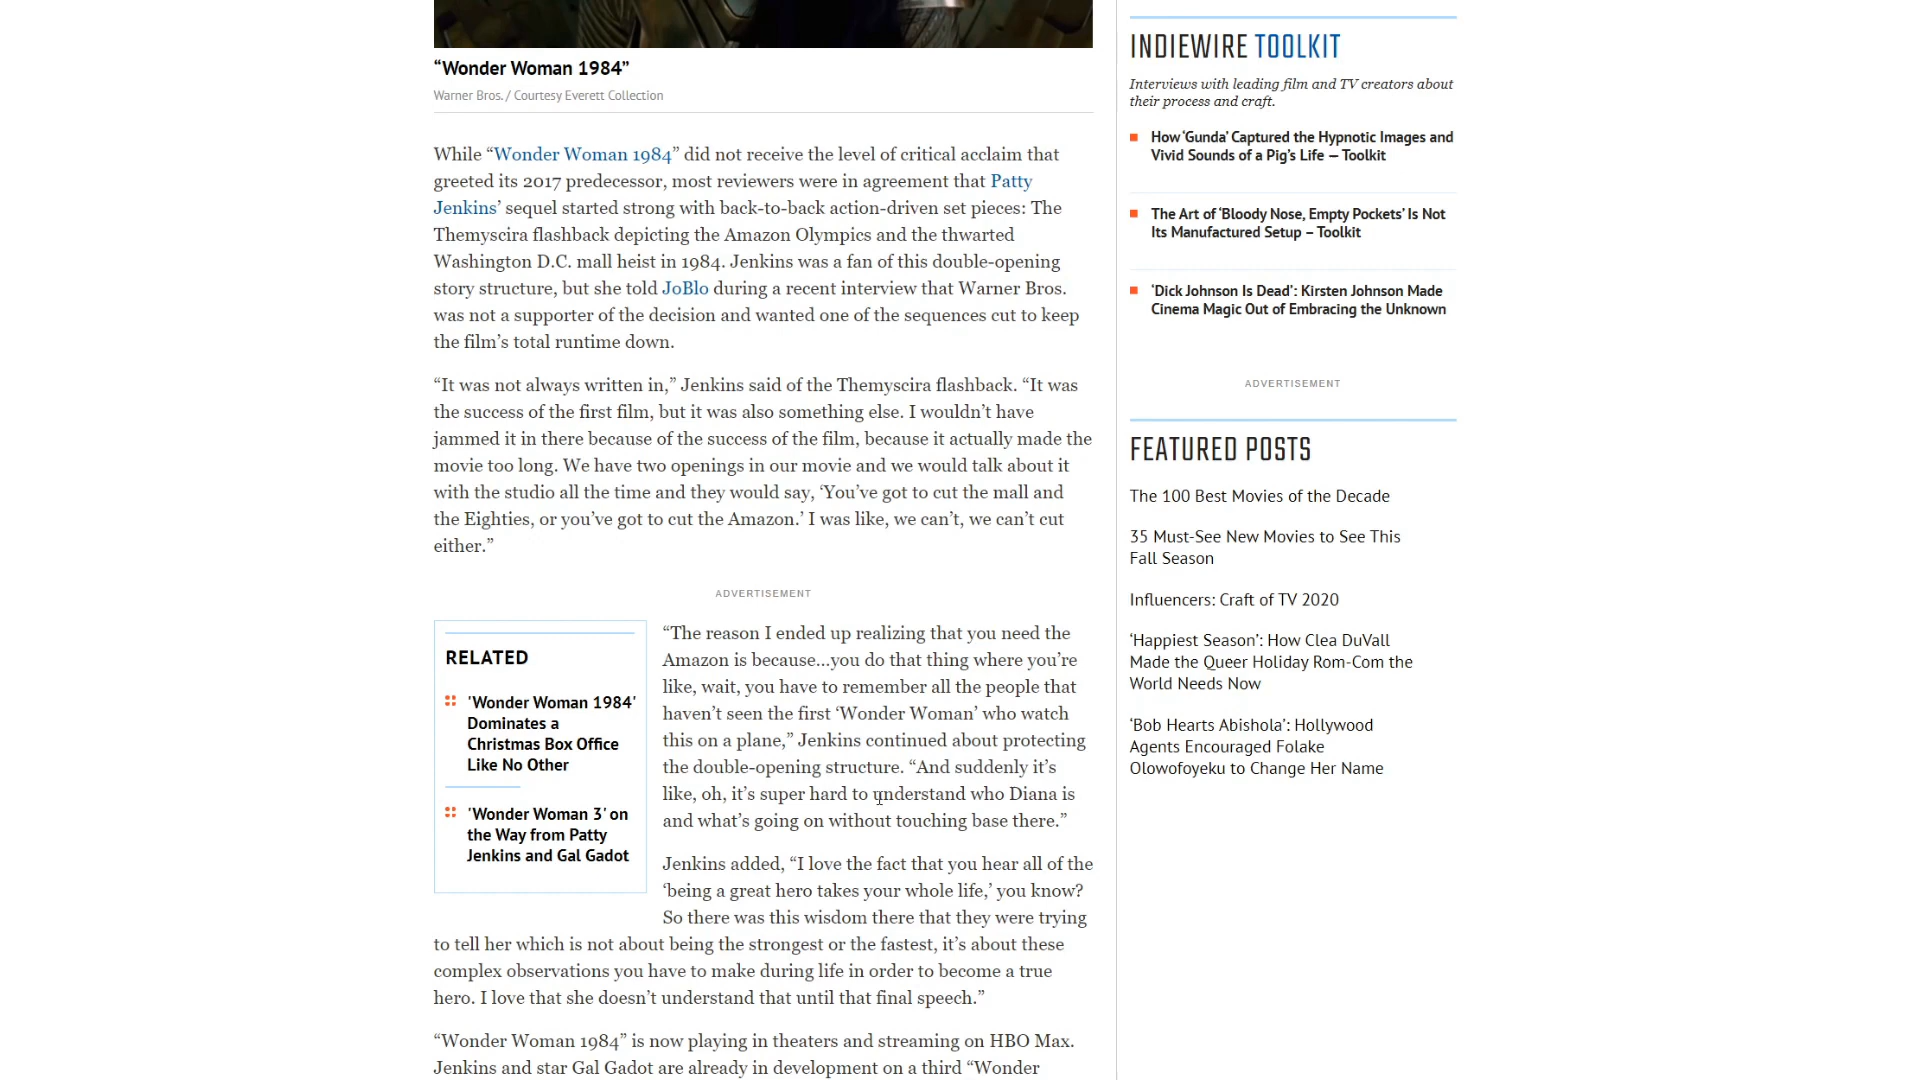 “Wonder Woman 1984”
Warner Bros. / Courtesy Everett Collection
While “Wonder Woman 1984” did not receive the level of critical acclaim that
greeted its 2017 predecessor, most reviewers were in agreement that Patty
Jenkins’ sequel started strong with back-to-back action-driven set pieces: The
Themyscira flashback depicting the Amazon Olympics and the thwarted
Washington D.C. mall heist in 1984. Jenkins was a fan of this double-opening
story structure, but she told JoBlo during a recent interview that Warner Bros.
was not a supporter of the decision and wanted one of the sequences cut to keep
the film’s total runtime down.
“It was not always written in,” Jenkins said of the Themyscira flashback. “It was
the success of the first film, but it was also something else. I wouldn’t have
jammed it in there because of the success of the film, because it actually made the
movie too long. We have two openings in our movie and we would talk about it
with the studio all the time and they would say, ‘You’ve got to cut the mall and
the Eighties, or you’ve got to cut the Amazon.’ I was like, we can’t, we can’t cut
either.”
ADVERTISEMENT
RELATED
'Wonder Woman 1984'
Dominates a
Christmas Box Office
Like No Other
'Wonder Woman 3' on
the Way from Patty
Jenkins and Gal Gadot
“The reason I ended up realizing that you need the
Amazon is because…you do that thing where you’re
like, wait, you have to remember all the people that
haven’t seen the first ‘Wonder Woman’ who watch
this on a plane,” Jenkins continued about protecting
the double-opening structure. “And suddenly it’s
like, oh, it’s super hard to understand who Diana is
and what’s going on without touching base there.”
Jenkins added, “I love the fact that you hear all of the
‘being a great hero takes your whole life,’ you know?
So there was this wisdom there that they were trying
to tell her which is not about being the strongest or the fastest, it’s about these
complex observations you have to make during life in order to become a true
hero. I love that she doesn’t understand that until that final speech.”
“Wonder Woman 1984” is now playing in theaters and streaming on HBO Max.
Jenkins and star Gal Gadot are already in development on a third “Wonder
INDIEWIRE TOOLKIT
Interviews with leading film and TV creators about
their process and craft.
How ‘Gunda’ Captured the Hypnotic Images and
Vivid Sounds of a Pig’s Life — Toolkit
The Art of ‘Bloody Nose, Empty Pockets’ Is Not
Its Manufactured Setup – Toolkit
‘Dick Johnson Is Dead’: Kirsten Johnson Made
Cinema Magic Out of Embracing the Unknown
ADVERTISEMENT
FEATURED POSTS
The 100 Best Movies of the Decade
35 Must-See New Movies to See This
Fall Season
Influencers: Craft of TV 2020
‘Happiest Season’: How Clea DuVall
Made the Queer Holiday Rom-Com the
World Needs Now
‘Bob Hearts Abishola’: Hollywood
Agents Encouraged Folake
Olowofoyeku to Change Her Name